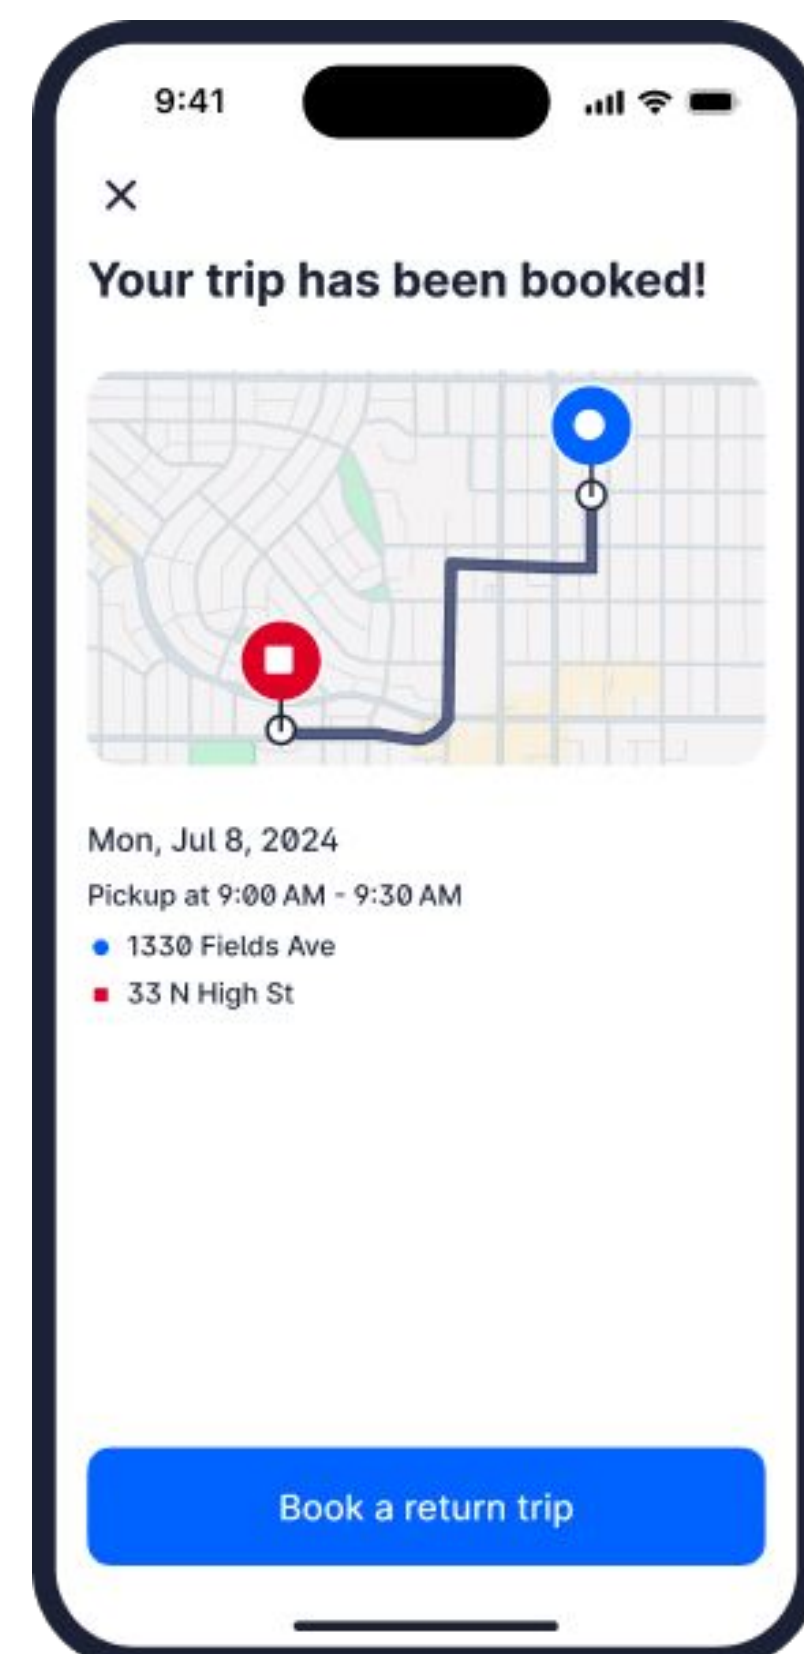 9:41
Your trip has been booked!
Mon, Jul 8, 2024
Pickup at 9:00 AM - 9:30 AM
1330 Fields Ave
33 N High St
Book a return trip